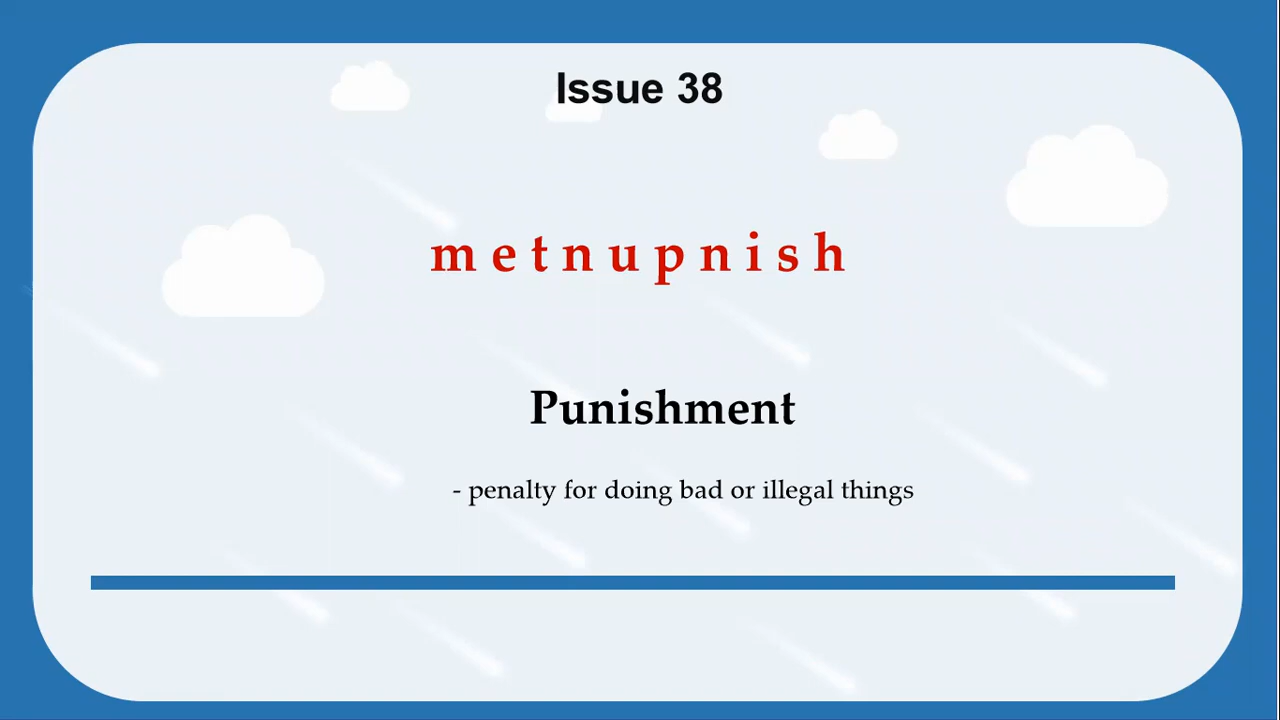 Issue 38
m e t n u p n i s h
Punishment
- penalty for doing bad or illegal things